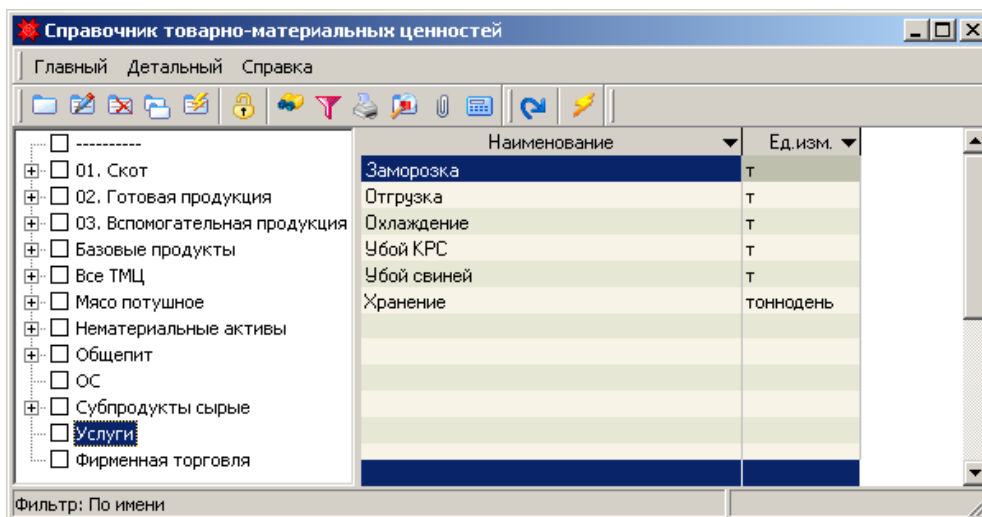 Справочник товарно-материальных ценностей
Главный Детальный Справка
----------
01. Скот
02. Готовая продукция
03. Вспомогательная продукция
Базовые продукты
Все ТМЦ
Мясо потушное
Нематериальные активы
Общепит
ОС
Субпродукты сырые
Услуги
Фирменная торговля
Наименование Ед.изм.
Заморозка т
Отгрузка т
Охлаждение т
Убой КРС т
Убой свиней т
Хранение тоннодень
Фильтр: По имени